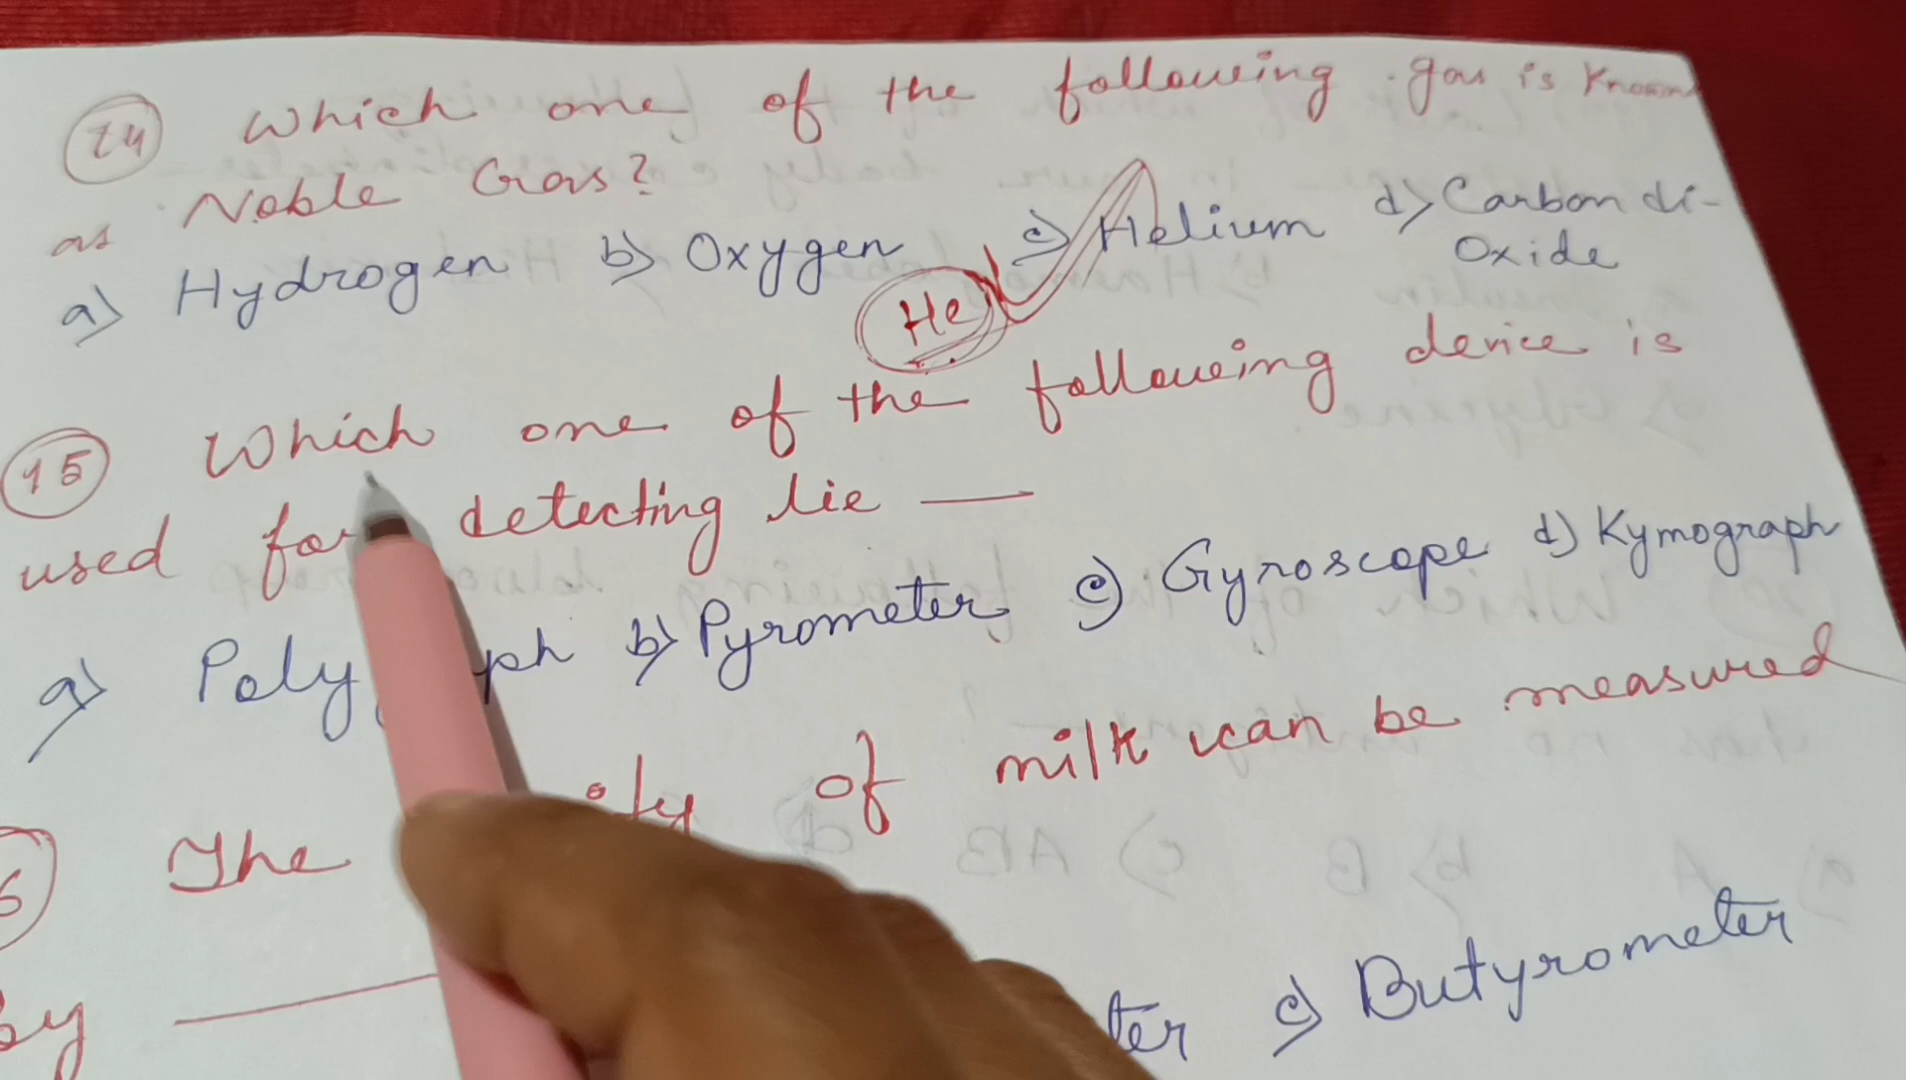 14 Which one of the following gas is known
as Noble Gas?
a) Hydrogen b) Oxygen c) Helium d) Carbon di-
Oxide
He
15 Which one of the following device is
used for detecting lie —
a) Polygraph b) Pyrometer c) Gyroscope d) Kymograph
The of milk can be measured
by —
c) Butyrometer